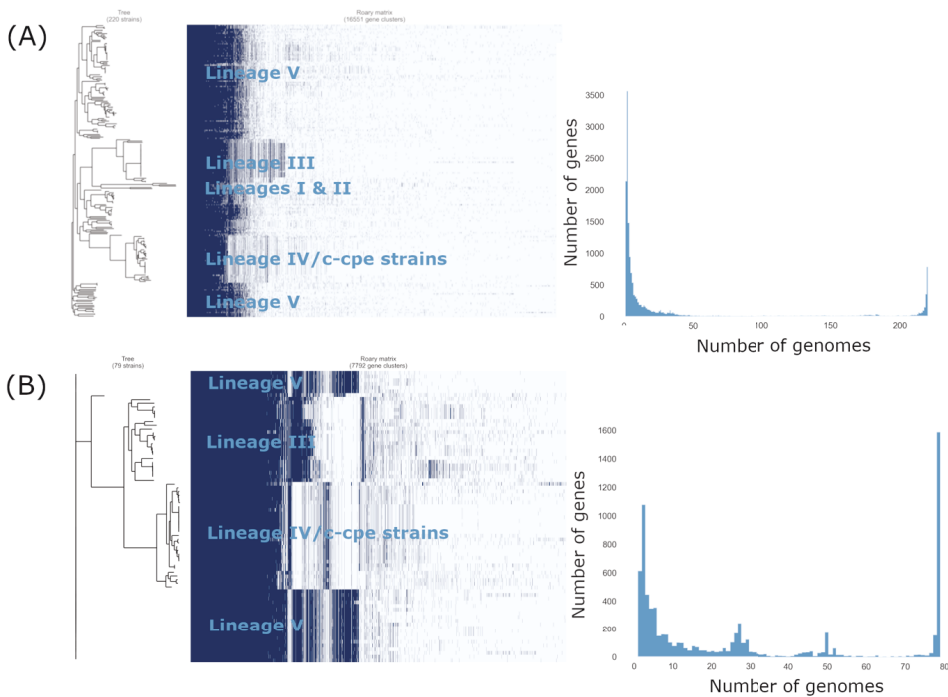 Tree
(220 strains)
Roary matrix
(16551 gene clusters)
(A)
Lineage V
Lineage III
Lineages I & II
Lineage IV/c-cpe strains
Lineage V
Number of genes
3500
3000
2500
2000
1500
1000
500
0
0
50
100
150
200
Number of genomes
Tree
(79 strains)
Roary matrix
(7792 gene clusters)
(B)
Lineage V
Lineage III
Lineage IV/c-cpe strains
Lineage V
Number of genes
1600
1400
1200
1000
800
600
400
200
0
0
10
20
30
40
50
60
70
80
Number of genomes